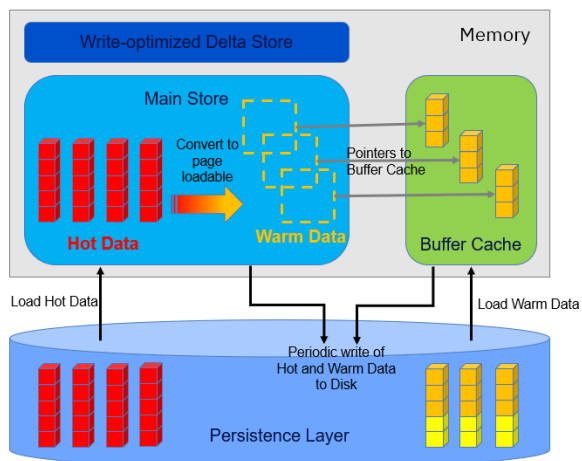 Memory
Write-optimized Delta Store
Main Store
Convert to
page
loadable
Pointers to
Buffer Cache
Hot Data
Warm Data
Buffer Cache
Load Hot Data
Load Warm Data
Periodic write of
Hot and Warm Data
to Disk
Persistence Layer